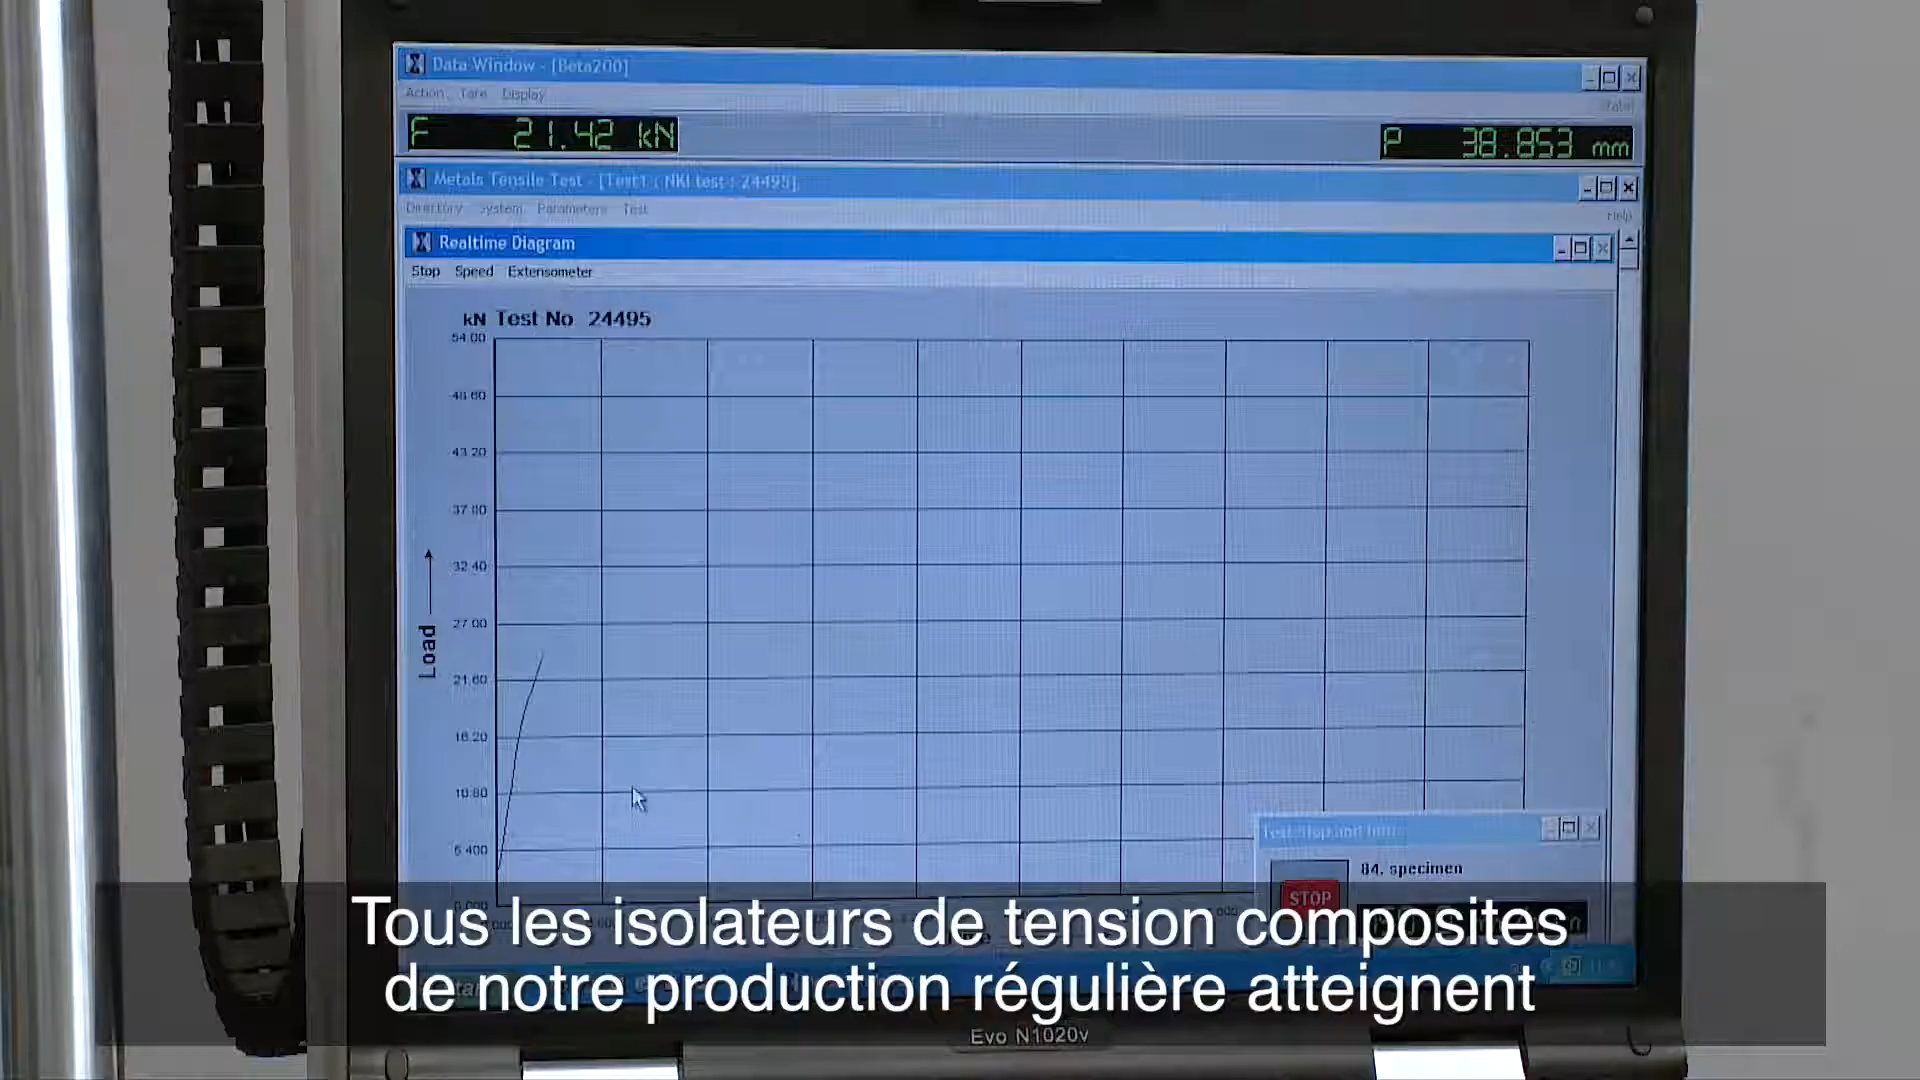 Data Window - [Beta200]
Action Tare Display
F 21.42 kN
P 38.853 mm
Metals Tensile Test - [Test1 : NKI test : 24495]
Directory System Parameters Test
Help
Realtime Diagram
Stop Speed Extensometer
kN Test No 24495
54.00
48.60
43.20
37.80
32.40
27.00
21.60
16.20
10.80
5.400
0.000
Load
84. specimen
STOP
Tous les isolateurs de tension composites
de notre production régulière atteignent
Evo N1020v